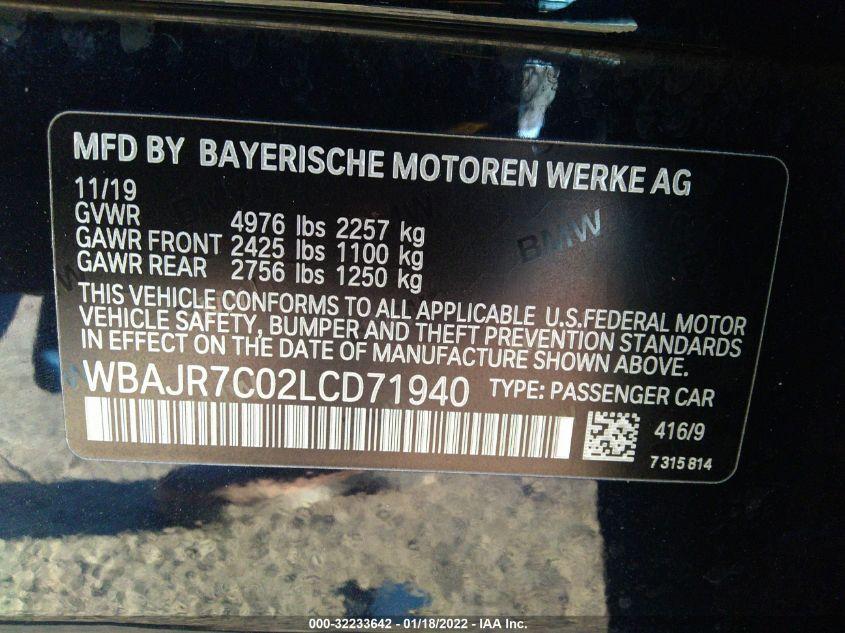 MFD BY BAYERISCHE MOTOREN WERKE AG
11/19
GVWR 4976 lbs 2257 kg
GAWR FRONT 2425 lbs 1100 kg
GAWR REAR 2756 lbs 1250 kg
BMW
THIS VEHICLE CONFORMS TO ALL APPLICABLE U.S.FEDERAL MOTOR
VEHICLE SAFETY, BUMPER AND THEFT PREVENTION STANDARDS
IN EFFECT ON THE DATE OF MANUFACTURE SHOWN ABOVE.
WBAJR7C02LCD71940 TYPE: PASSENGER CAR
416/9
7315814
000-32233642 - 01/18/2022 - IAA Inc.